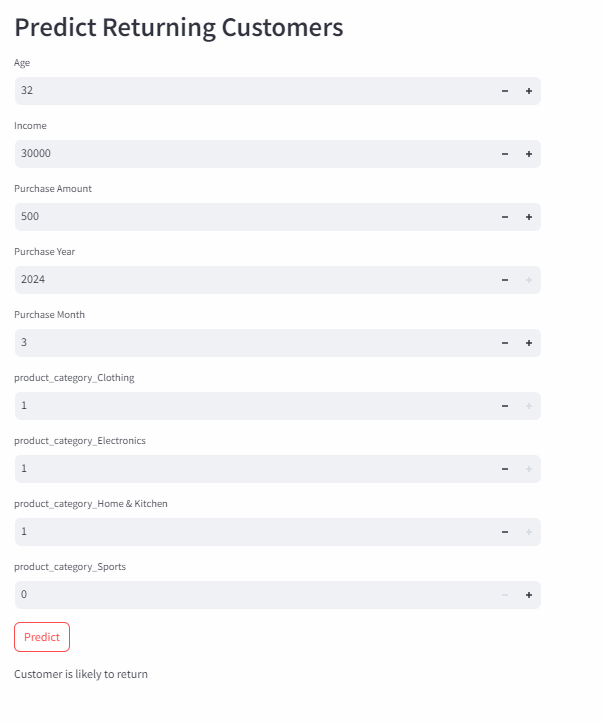 Predict Returning Customers
Age
32
Income
30000
Purchase Amount
500
Purchase Year
2024
Purchase Month
3
product_category_Clothing
1
product_category_Electronics
1
product_category_Home & Kitchen
1
product_category_Sports
0
Predict
Customer is likely to return